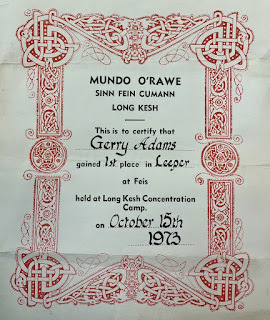 MUNDO O'RAWE
SINN FEIN CUMANN
LONG KESH
This is to certify that
Gerry Adams
gained 1st place in Leeper
at Feis
held at Long Kesh Concentration
Camp.
on October 15th
1973